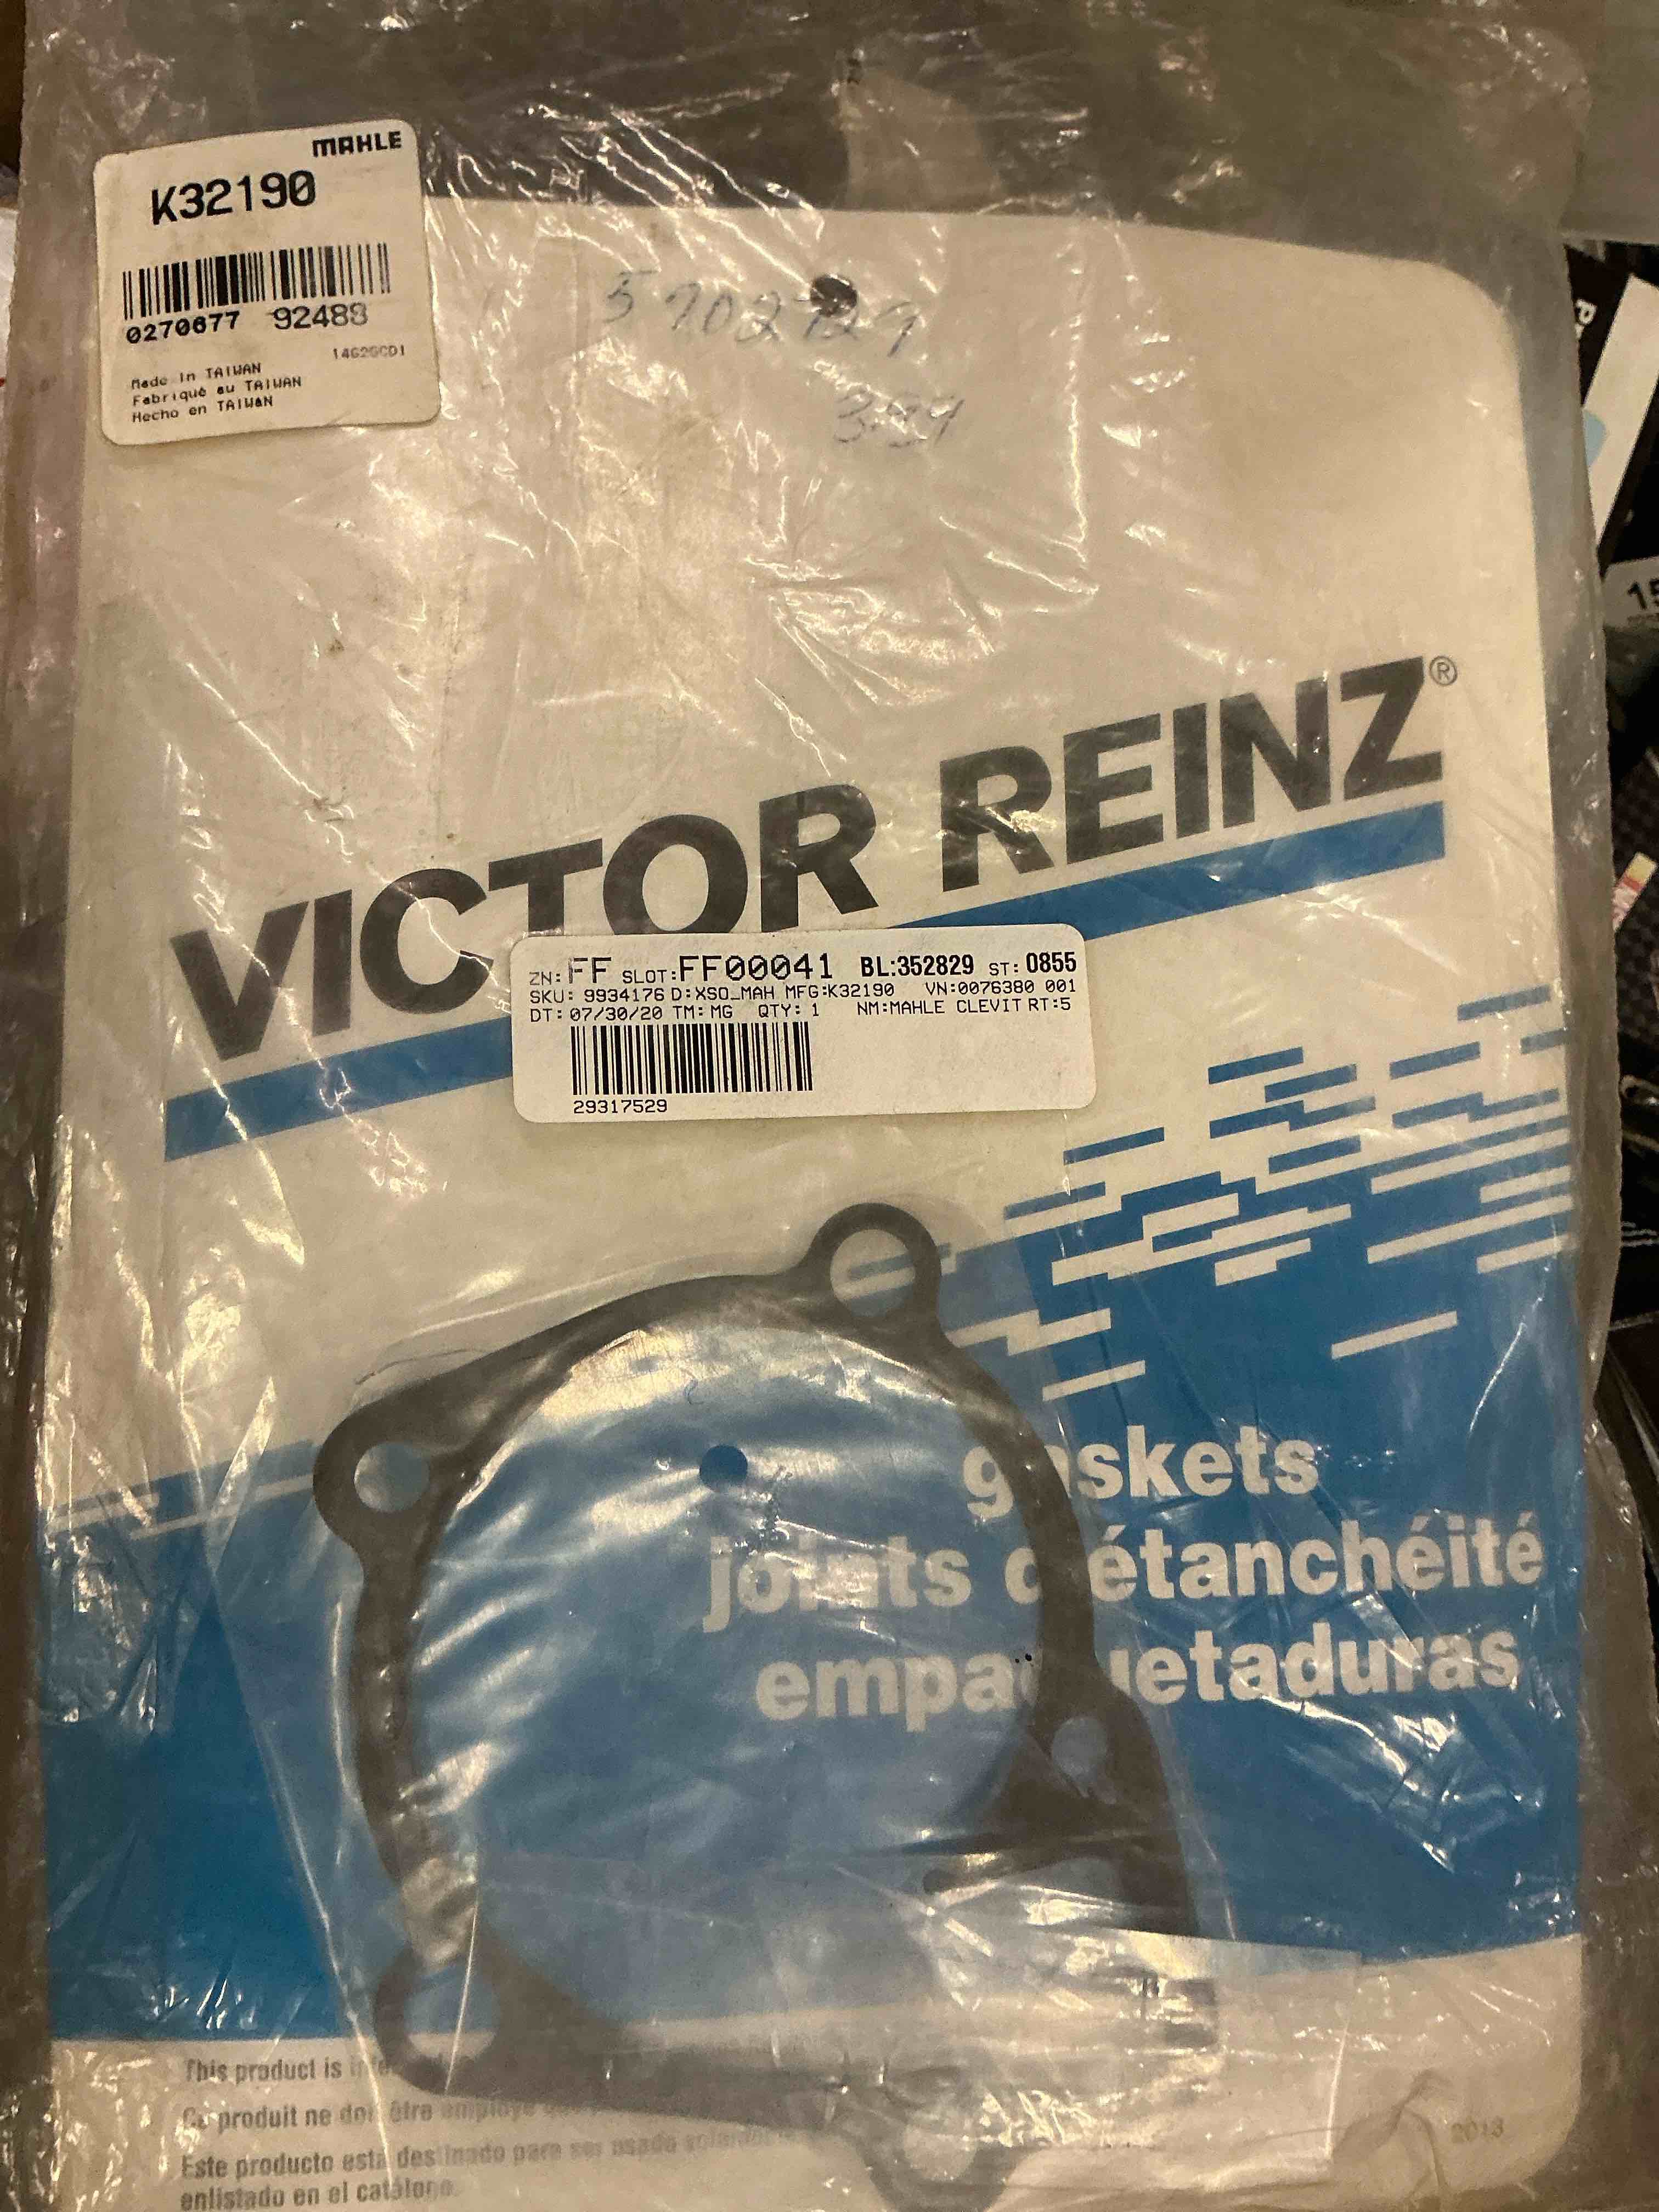 MAHLE
K32190
0270677 92488
14G20CD1
Made in TAIWAN
Fabriqué au TAIWAN
Hecho en TAIWAN
VICTOR REINZ®
ZN:FF SLOT:FF00041 BL:352829 ST:0855
SKU: 9934176 D:XSO_MAH MFG:K32190 VN:0076380 001
DT: 07/30/20 TM:MG QTY: 1 NM:MAHLE CLEVIT RT:5
29317529
gaskets
joints d'étanchéité
empaquetaduras
This product is
Ce produit ne doit être employé que
Este producto está destinado para ser usado
enlistado en el catálogo.
2013
15